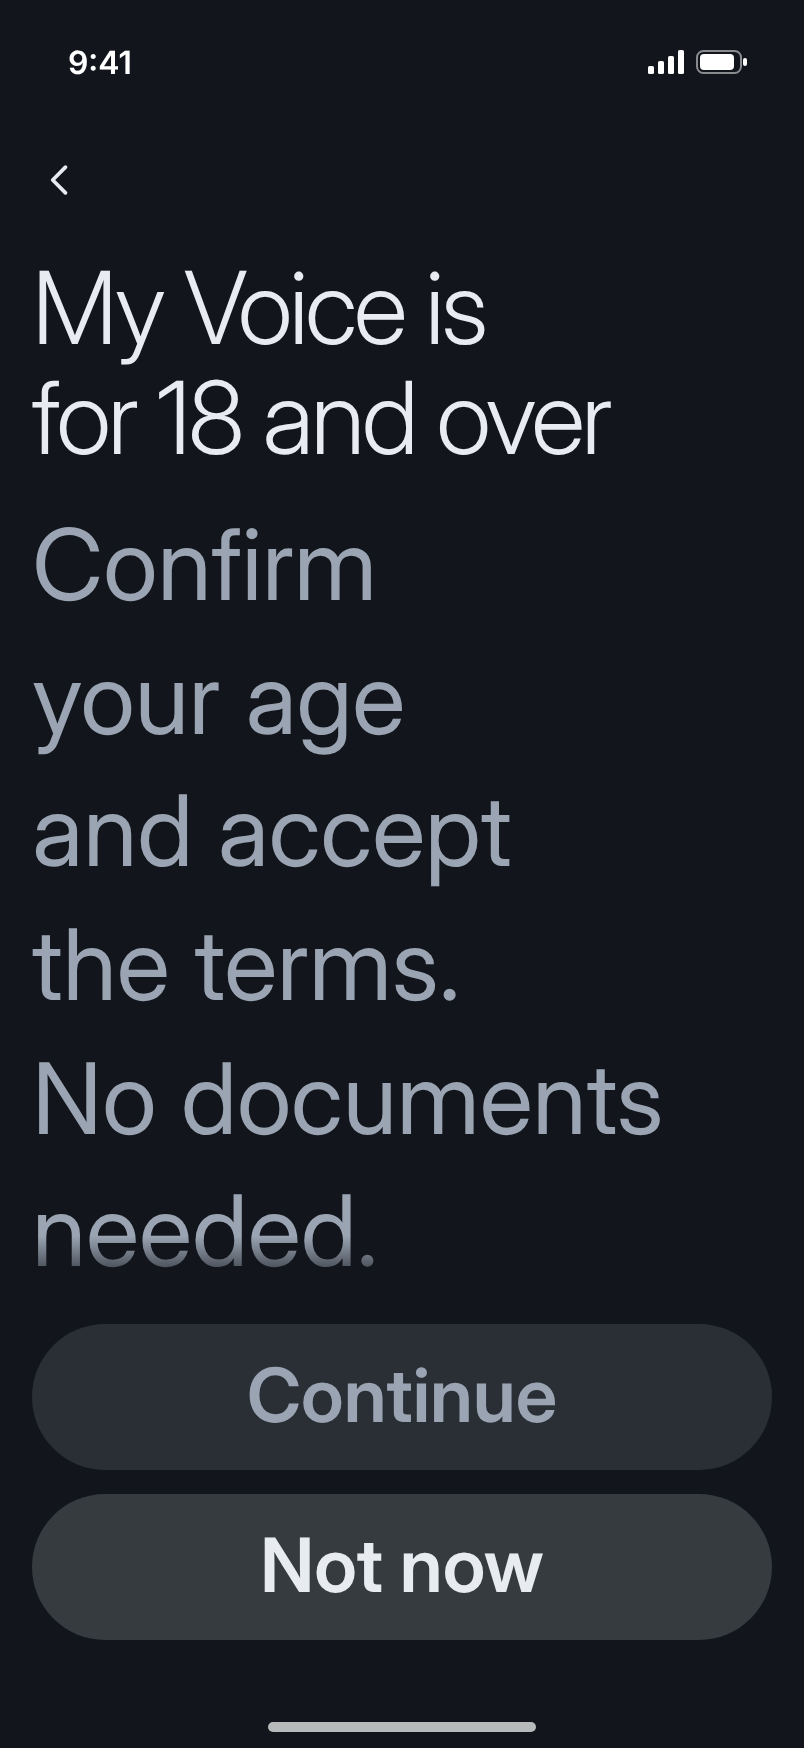 9:41
My Voice is
for 18 and over
Confirm
your age
and accept
the terms.
No documents
needed.
Continue
Not now